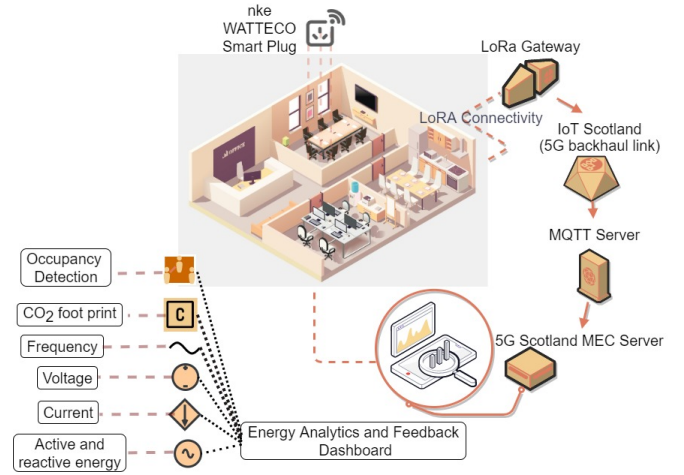 nke
WATTECO
Smart Plug
LoRa Gateway
LoRA Connectivity
IoT Scotland
(5G backhaul link)
MQTT Server
5G Scotland MEC Server
Occupancy
Detection
CO2 foot print
C
Frequency
Voltage
Current
Active and
reactive energy
Energy Analytics and Feedback
Dashboard